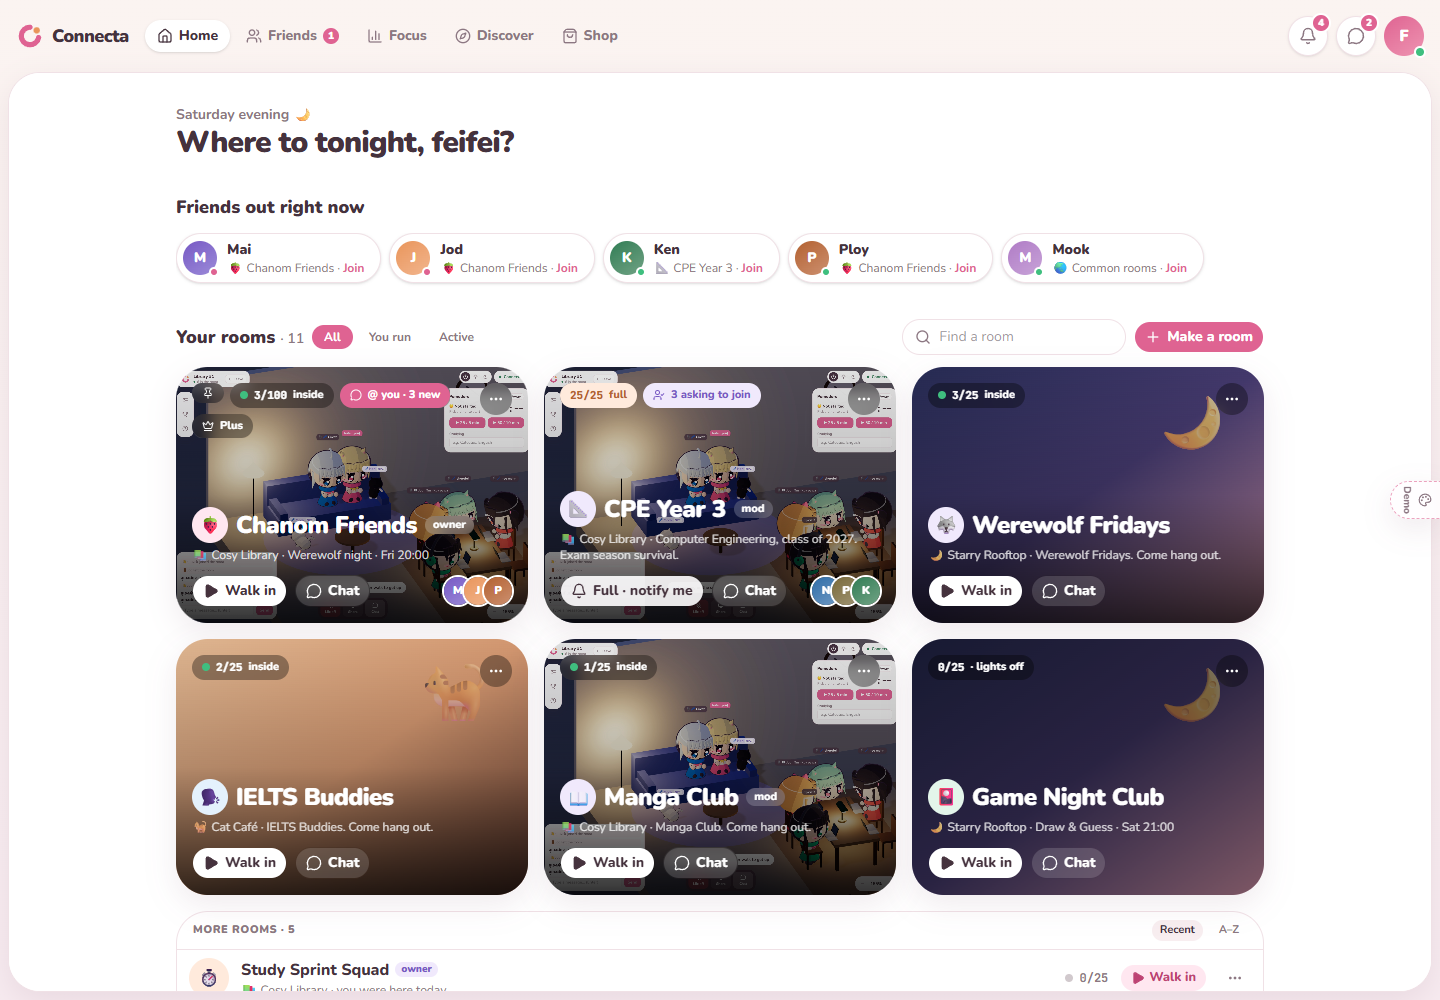 Connecta
Home
Friends 1
Focus
Discover
Shop
4
2
F
Saturday evening
Where to tonight, feifei?
Friends out right now
M
Mai
Chanom Friends · Join
J
Jod
Chanom Friends · Join
K
Ken
CPE Year 3 · Join
P
Ploy
Chanom Friends · Join
M
Mook
Common rooms · Join
Your rooms · 11
All
You run
Active
Find a room
Make a room
3/100 inside
@ you · 3 new
Plus
Chanom Friends owner
Cosy Library · Werewolf night · Fri 20:00
Walk in
Chat
M J P
25/25 full
3 asking to join
CPE Year 3 mod
Cosy Library · Computer Engineering, class of 2027.
Exam season survival.
Full · notify me
Chat
N P K
3/25 inside
Werewolf Fridays
Starry Rooftop · Werewolf Fridays. Come hang out.
Walk in
Chat
Demo
2/25 inside
IELTS Buddies
Cat Café · IELTS Buddies. Come hang out.
Walk in
Chat
1/25 inside
Manga Club mod
Cosy Library · Manga Club. Come hang out.
Walk in
Chat
0/25 · lights off
Game Night Club
Starry Rooftop · Draw & Guess · Sat 21:00
Walk in
Chat
MORE ROOMS · 5
Recent
A–Z
Study Sprint Squad owner
Cosy Library · you were here today
0/25
Walk in